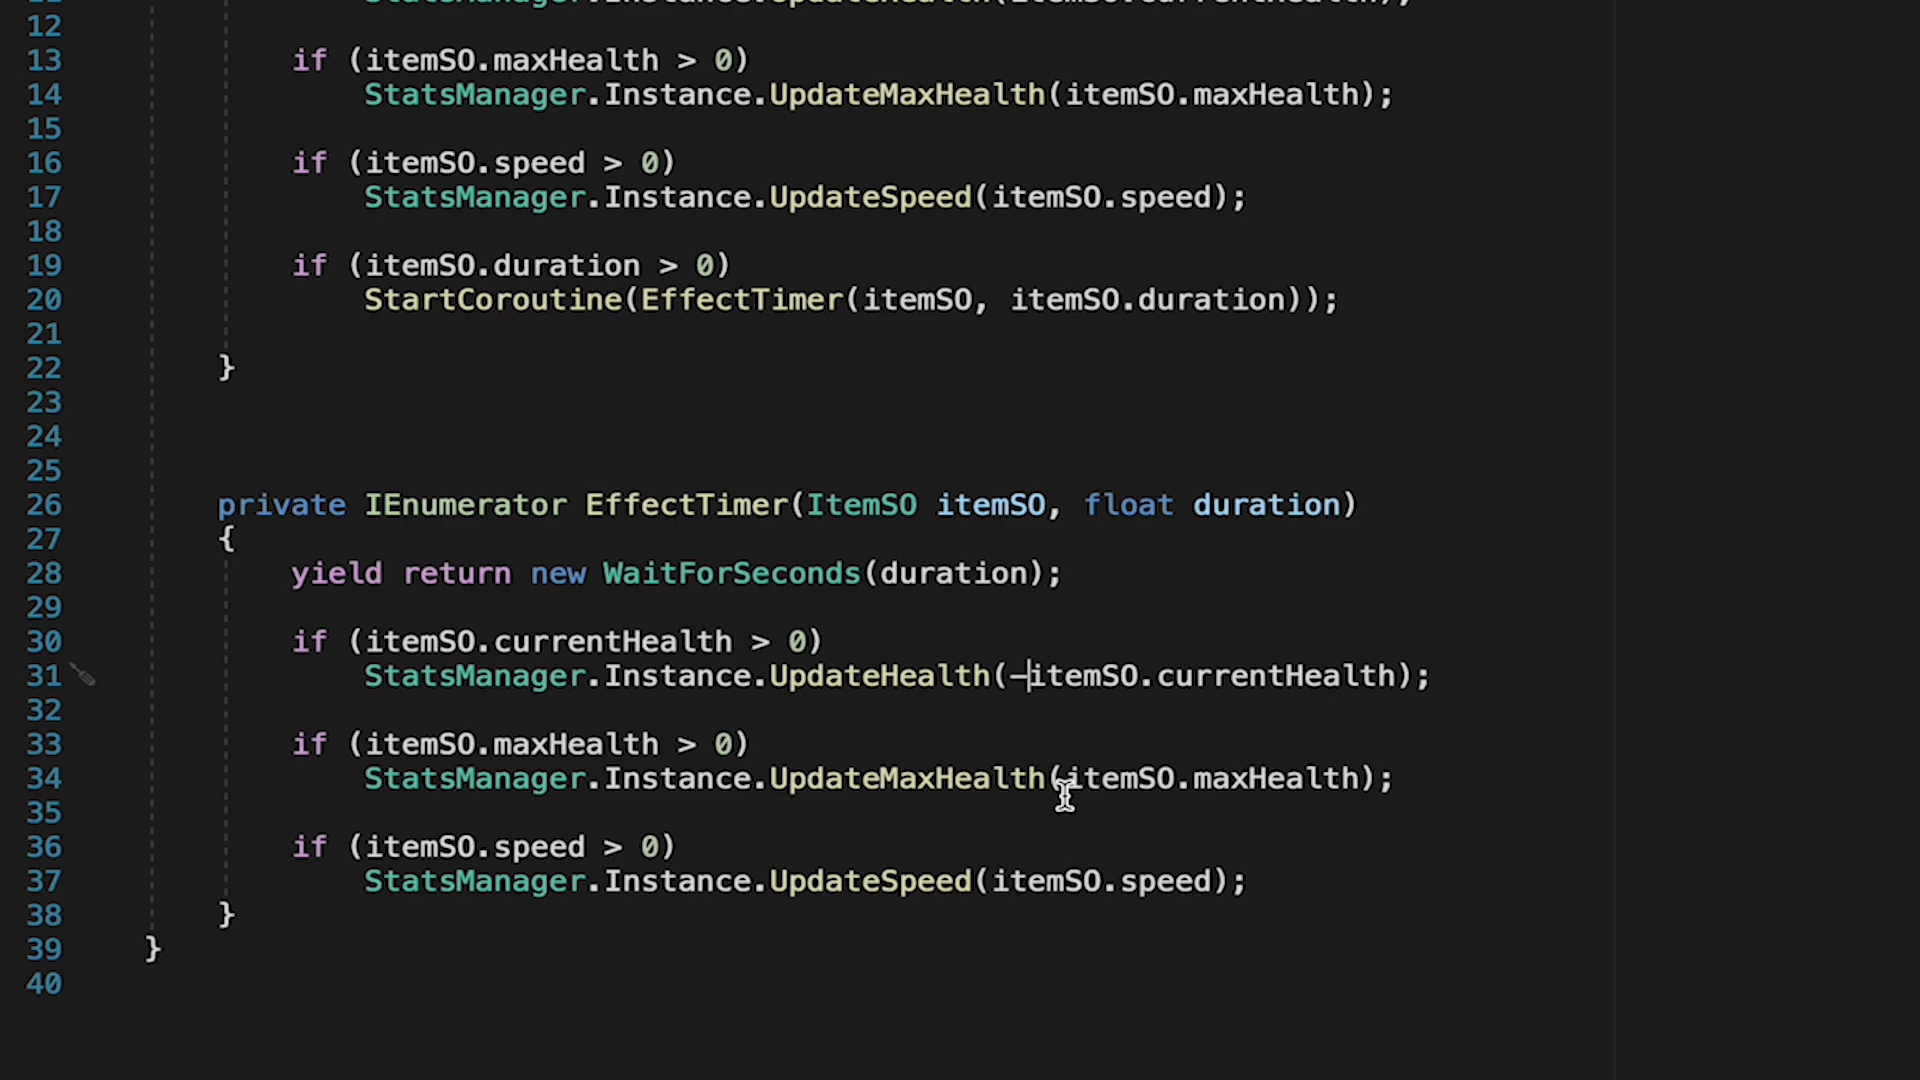 12
13 if (itemSO.maxHealth > 0)
14 StatsManager.Instance.UpdateMaxHealth(itemSO.maxHealth);
15
16 if (itemSO.speed > 0)
17 StatsManager.Instance.UpdateSpeed(itemSO.speed);
18
19 if (itemSO.duration > 0)
20 StartCoroutine(EffectTimer(itemSO, itemSO.duration));
21
22 }
23
24
25
26 private IEnumerator EffectTimer(ItemSO itemSO, float duration)
27 {
28 yield return new WaitForSeconds(duration);
29
30 if (itemSO.currentHealth > 0)
31 StatsManager.Instance.UpdateHealth(-itemSO.currentHealth);
32
33 if (itemSO.maxHealth > 0)
34 StatsManager.Instance.UpdateMaxHealth(itemSO.maxHealth);
35
36 if (itemSO.speed > 0)
37 StatsManager.Instance.UpdateSpeed(itemSO.speed);
38 }
39 }
40